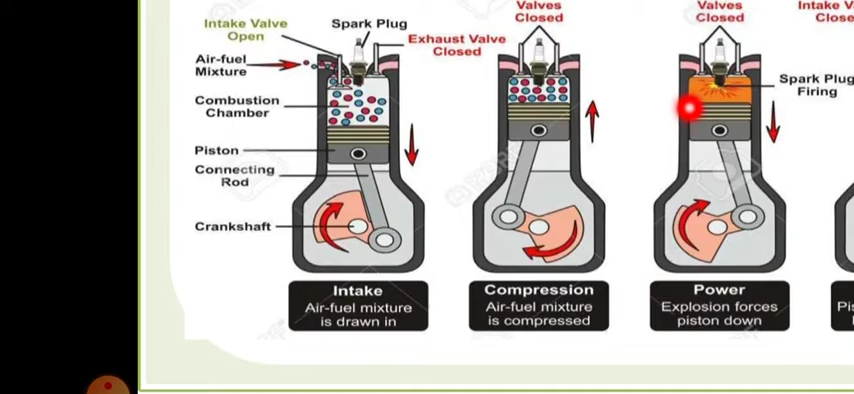 Intake Valve
Open
Spark Plug
Exhaust Valve
Closed
Air-fuel
Mixture
Combustion
Chamber
Piston
Connecting
Rod
Crankshaft
Intake
Air-fuel mixture
is drawn in
Valves
Closed
Compression
Air-fuel mixture
is compressed
Valves
Closed
Spark Plug
Firing
Power
Explosion forces
piston down
Intake